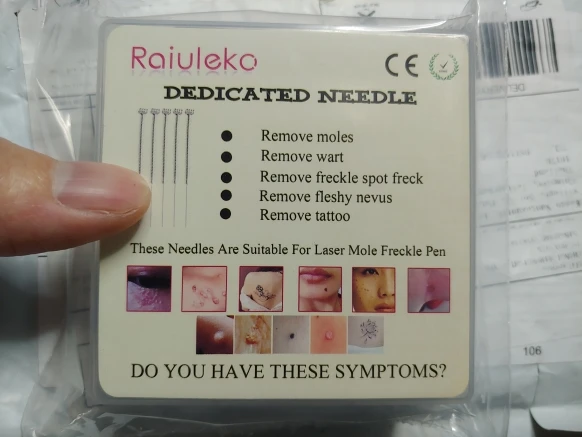 Raiuleko
CE
DEDICATED NEEDLE
Remove moles
Remove wart
Remove freckle spot freck
Remove fleshy nevus
Remove tattoo
These Needles Are Suitable For Laser Mole Freckle Pen
DO YOU HAVE THESE SYMPTOMS?
106